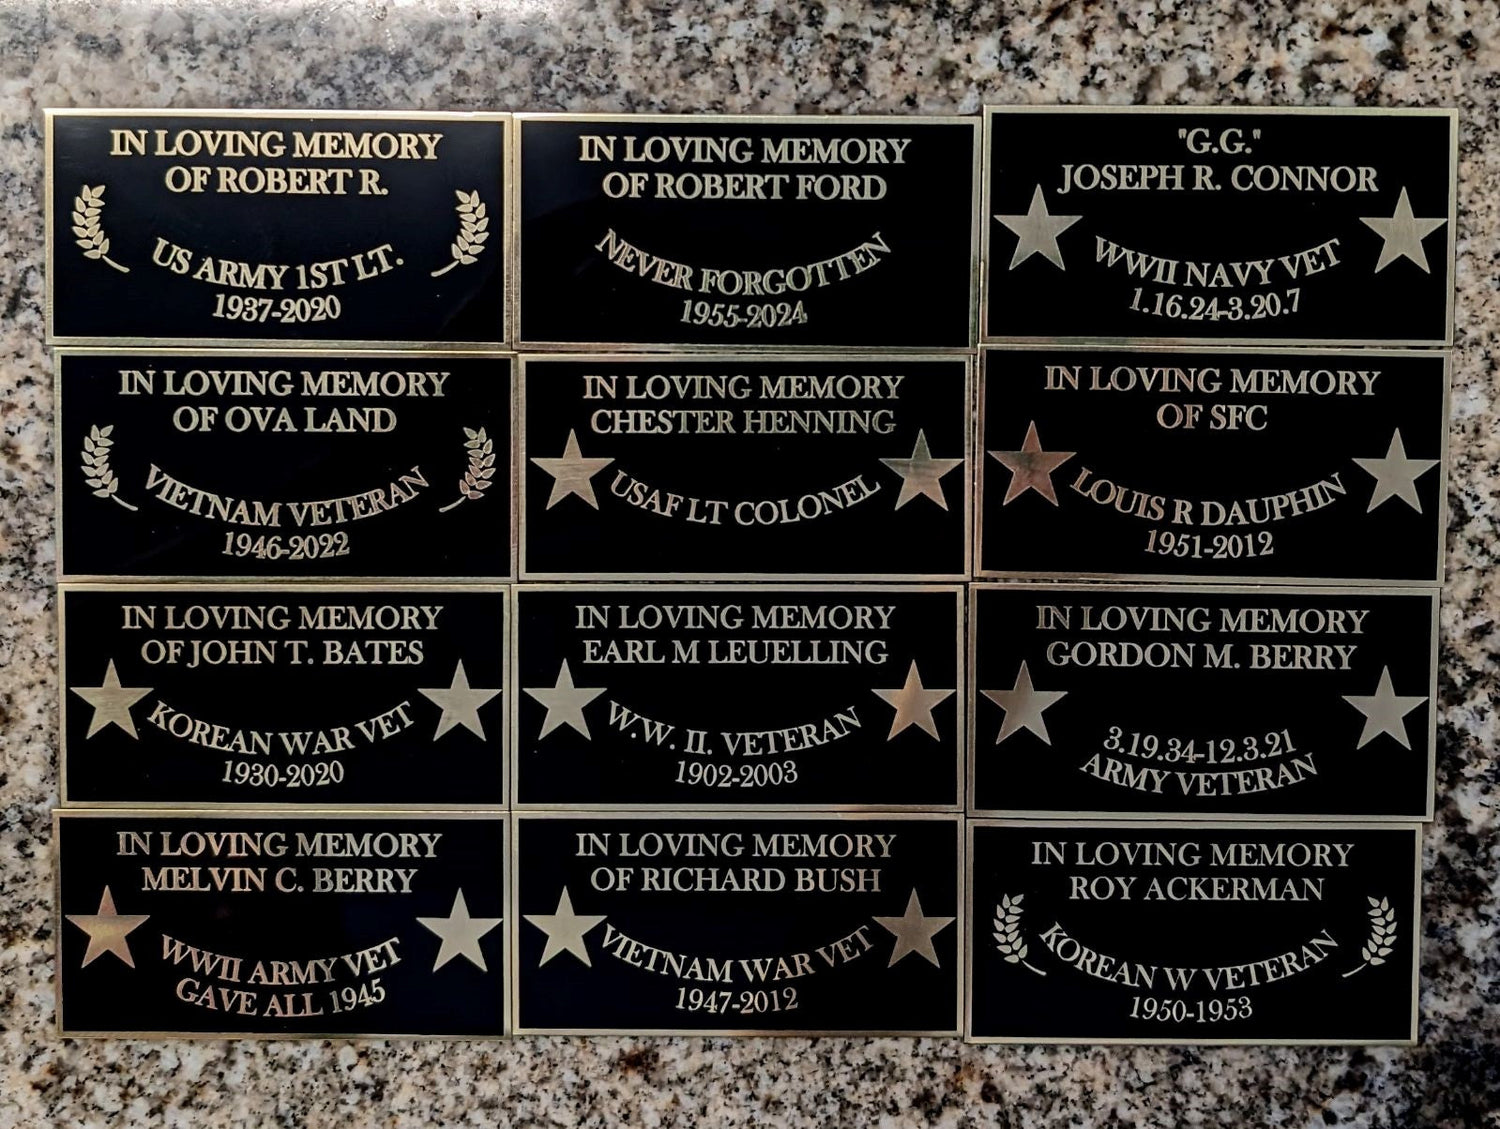 IN LOVING MEMORY
OF ROBERT R.
US ARMY 1ST LT.
1937-2020
IN LOVING MEMORY
OF ROBERT FORD
NEVER FORGOTTEN
1955-2024
"G.G."
JOSEPH R. CONNOR
WWII NAVY VET
1.16.24-3.20.7
IN LOVING MEMORY
OF OVA LAND
VIETNAM VETERAN
1946-2022
IN LOVING MEMORY
CHESTER HENNING
USAF LT COLONEL
IN LOVING MEMORY
OF SFC
LOUIS R DAUPHIN
1951-2012
IN LOVING MEMORY
OF JOHN T. BATES
KOREAN WAR VET
1930-2020
IN LOVING MEMORY
EARL M LEUELLING
W.W. II. VETERAN
1902-2003
IN LOVING MEMORY
GORDON M. BERRY
3.19.34-12.3.21
ARMY VETERAN
IN LOVING MEMORY
MELVIN C. BERRY
WWII ARMY VET
GAVE ALL 1945
IN LOVING MEMORY
OF RICHARD BUSH
VIETNAM WAR VET
1947-2012
IN LOVING MEMORY
ROY ACKERMAN
KOREAN W VETERAN
1950-1953